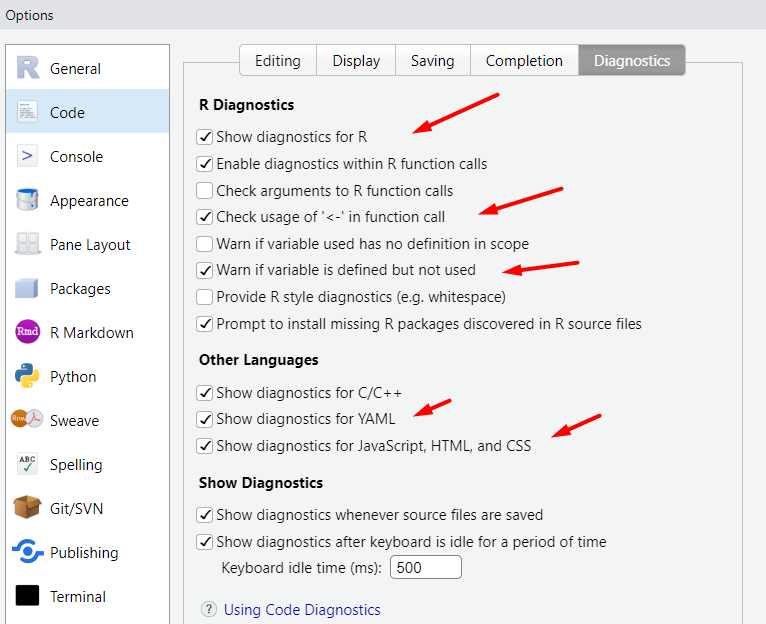 Options
General
Code
Console
Appearance
Pane Layout
Packages
Rmd R Markdown
Python
Rnw Sweave
ABC Spelling
Git/SVN
Publishing
Terminal
Editing Display Saving Completion Diagnostics
R Diagnostics
Show diagnostics for R
Enable diagnostics within R function calls
Check arguments to R function calls
Check usage of '<-' in function call
Warn if variable used has no definition in scope
Warn if variable is defined but not used
Provide R style diagnostics (e.g. whitespace)
Prompt to install missing R packages discovered in R source files
Other Languages
Show diagnostics for C/C++
Show diagnostics for YAML
Show diagnostics for JavaScript, HTML, and CSS
Show Diagnostics
Show diagnostics whenever source files are saved
Show diagnostics after keyboard is idle for a period of time
Keyboard idle time (ms): 500
? Using Code Diagnostics